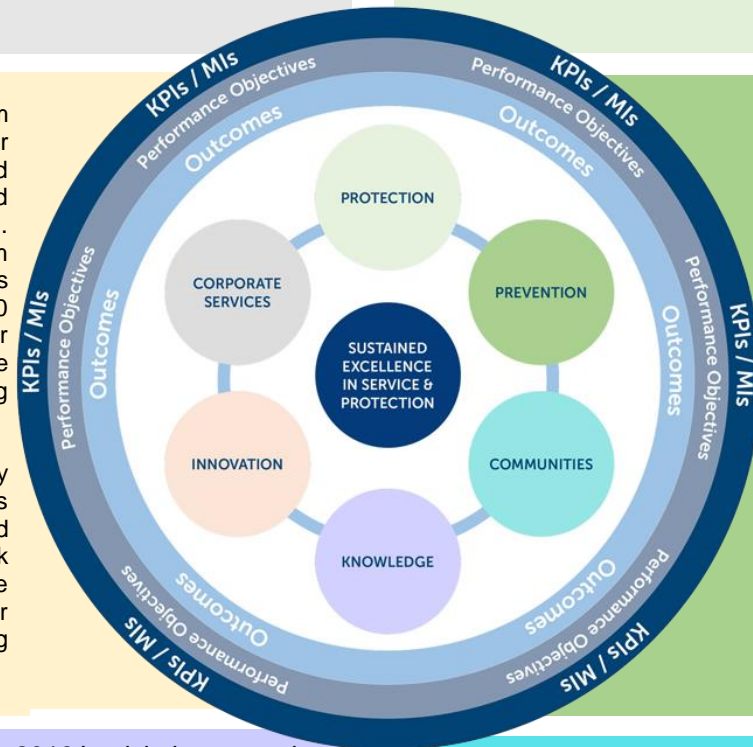 KPIs / MIs
Performance Objectives
Outcomes
KPIs / MIs
Performance Objectives
Outcomes
PROTECTION
CORPORATE
SERVICES
PREVENTION
KPIs / MIs
Performance Objectives
Outcomes
SUSTAINED
EXCELLENCE
IN SERVICE &
PROTECTION
Outcomes
Performance Objectives
KPIs / MIs
INNOVATION
COMMUNITIES
KNOWLEDGE
Outcomes
Performance Objectives
KPIs / MIs
Outcomes
Performance Objectives
KPIs / MIs